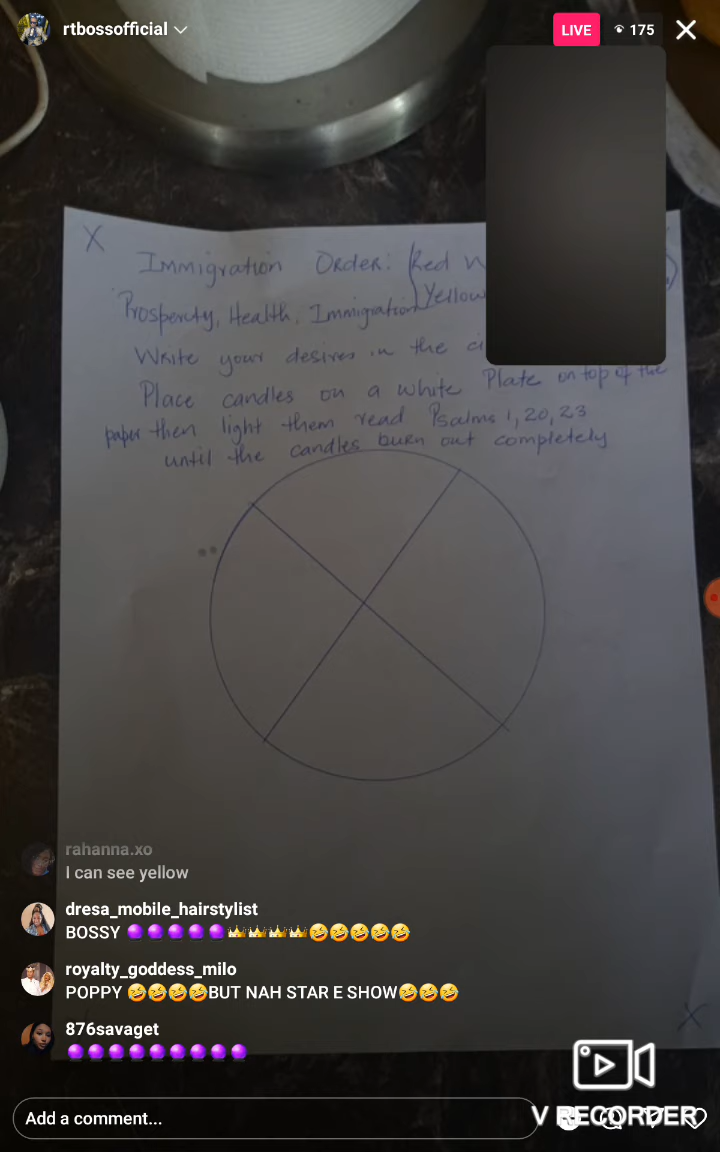 rtbossofficial
LIVE
175
X
Immigration Order: (Red
Prosperity, Health, Immigration Yellow
Write your desires in the
Place candles on a white Plate on top of the
paper then light them read Psalms 1, 20, 23
until the candles burn out completely
X
rahanna.xo
I can see yellow
dresa_mobile_hairstylist
BOSSY 🟣🟣🟣🟣🟣👑👑👑👑🤣🤣🤣🤣🤣
royalty_goddess_milo
POPPY 🤣🤣🤣🤣BUT NAH STAR E SHOW🤣🤣🤣
876savaget
🟣🟣🟣🟣🟣🟣🟣🟣🟣
Add a comment...
V RECORDER